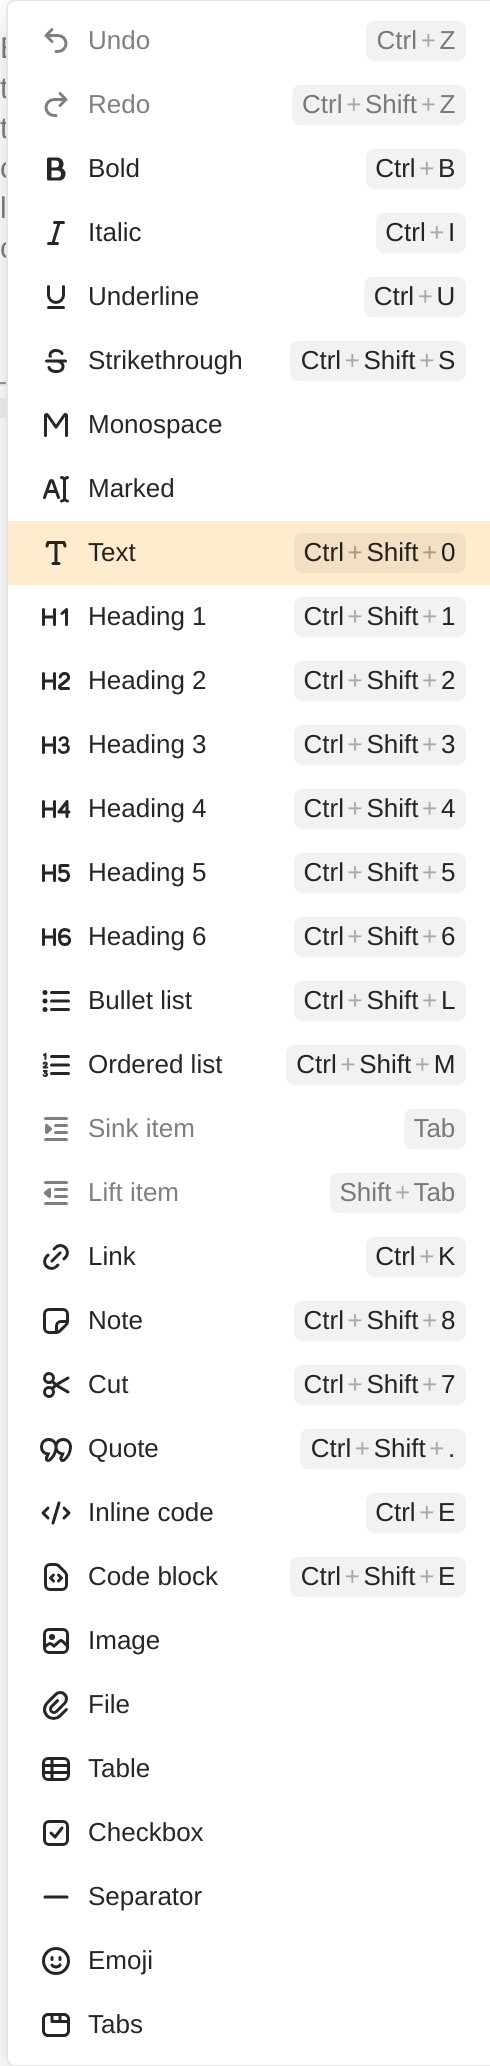 Undo Ctrl+Z
Redo Ctrl+Shift+Z
B Bold Ctrl+B
I Italic Ctrl+I
U Underline Ctrl+U
S Strikethrough Ctrl+Shift+S
M Monospace
A Marked
T Text Ctrl+Shift+0
H1 Heading 1 Ctrl+Shift+1
H2 Heading 2 Ctrl+Shift+2
H3 Heading 3 Ctrl+Shift+3
H4 Heading 4 Ctrl+Shift+4
H5 Heading 5 Ctrl+Shift+5
H6 Heading 6 Ctrl+Shift+6
Bullet list Ctrl+Shift+L
Ordered list Ctrl+Shift+M
Sink item Tab
Lift item Shift+Tab
Link Ctrl+K
Note Ctrl+Shift+8
Cut Ctrl+Shift+7
Quote Ctrl+Shift+.
Inline code Ctrl+E
Code block Ctrl+Shift+E
Image
File
Table
Checkbox
Separator
Emoji
Tabs